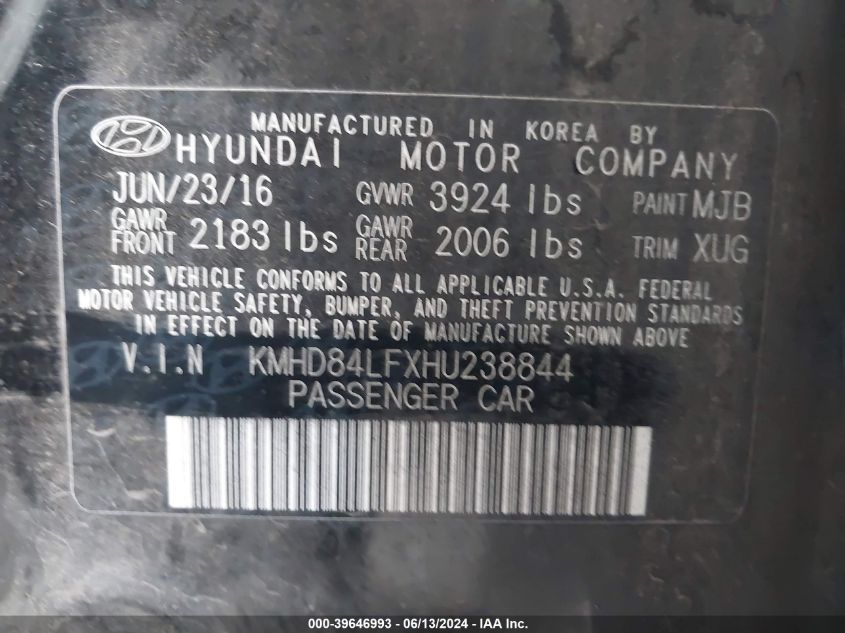 MANUFACTURED IN KOREA BY
HYUNDAI MOTOR COMPANY
JUN/23/16 GVWR 3924 lbs PAINT MJB
GAWR FRONT 2183 lbs GAWR REAR 2006 lbs TRIM XUG
THIS VEHICLE CONFORMS TO ALL APPLICABLE U.S.A. FEDERAL
MOTOR VEHICLE SAFETY, BUMPER, AND THEFT PREVENTION STANDARDS
IN EFFECT ON THE DATE OF MANUFACTURE SHOWN ABOVE
V.I.N KMHD84LFXHU238844
PASSENGER CAR
000-39646993 - 06/13/2024 - IAA Inc.